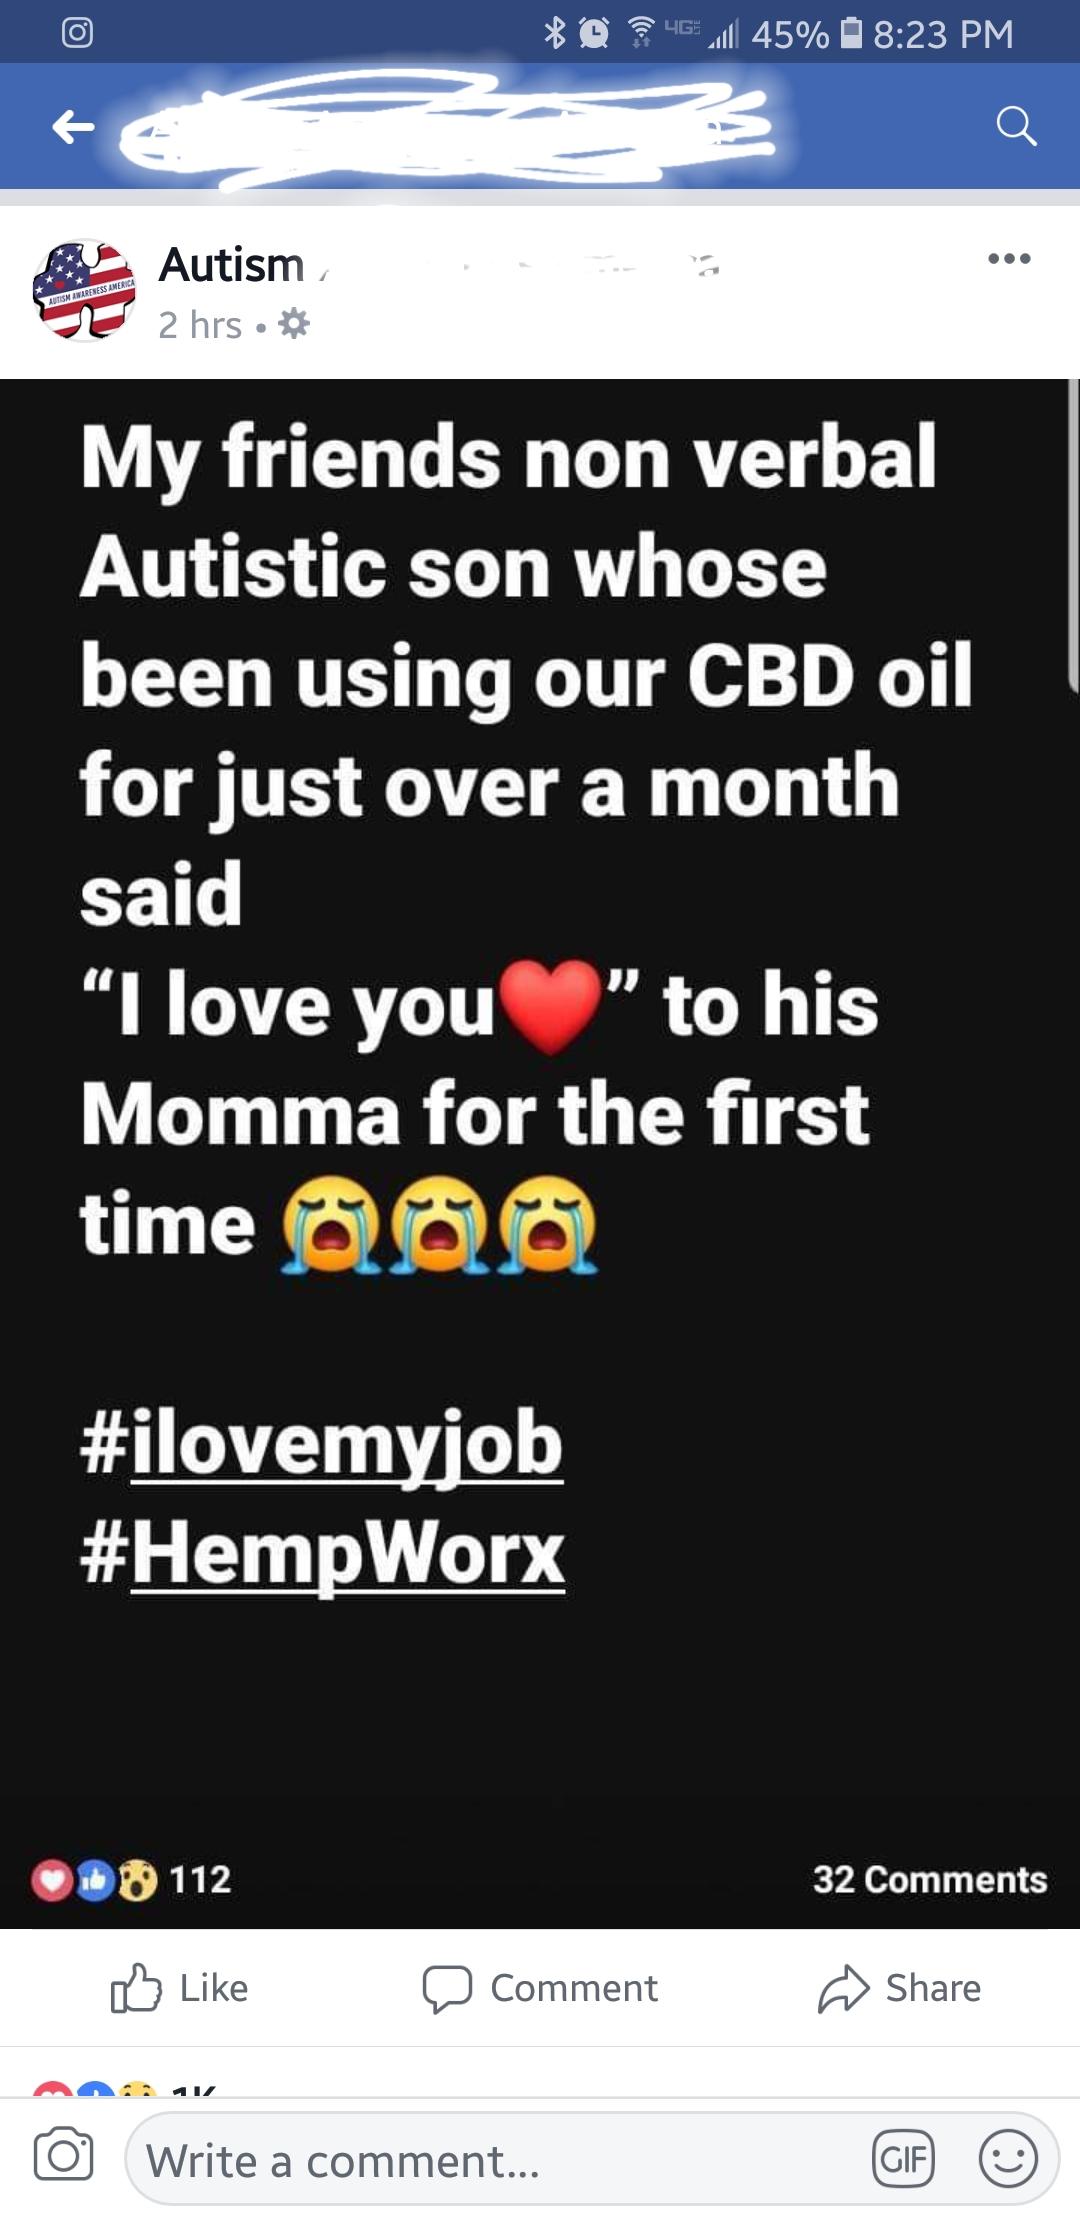 45% 8:23 PM
Autism
AUTISM AWARENESS AMERICA
2 hrs •
My friends non verbal
Autistic son whose
been using our CBD oil
for just over a month
said
“I love you❤️” to his
Momma for the first
time 😭😭😭
#ilovemyjob
#HempWorx
112
32 Comments
Like
Comment
Share
1K
Write a comment...
GIF